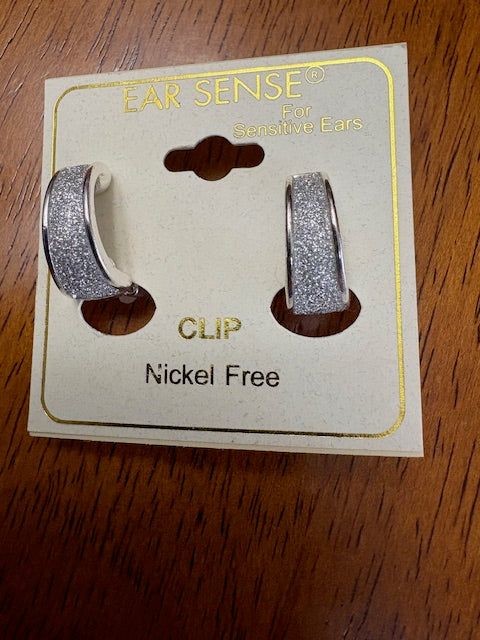 EAR SENSE®
For
Sensitive Ears
CLIP
Nickel Free